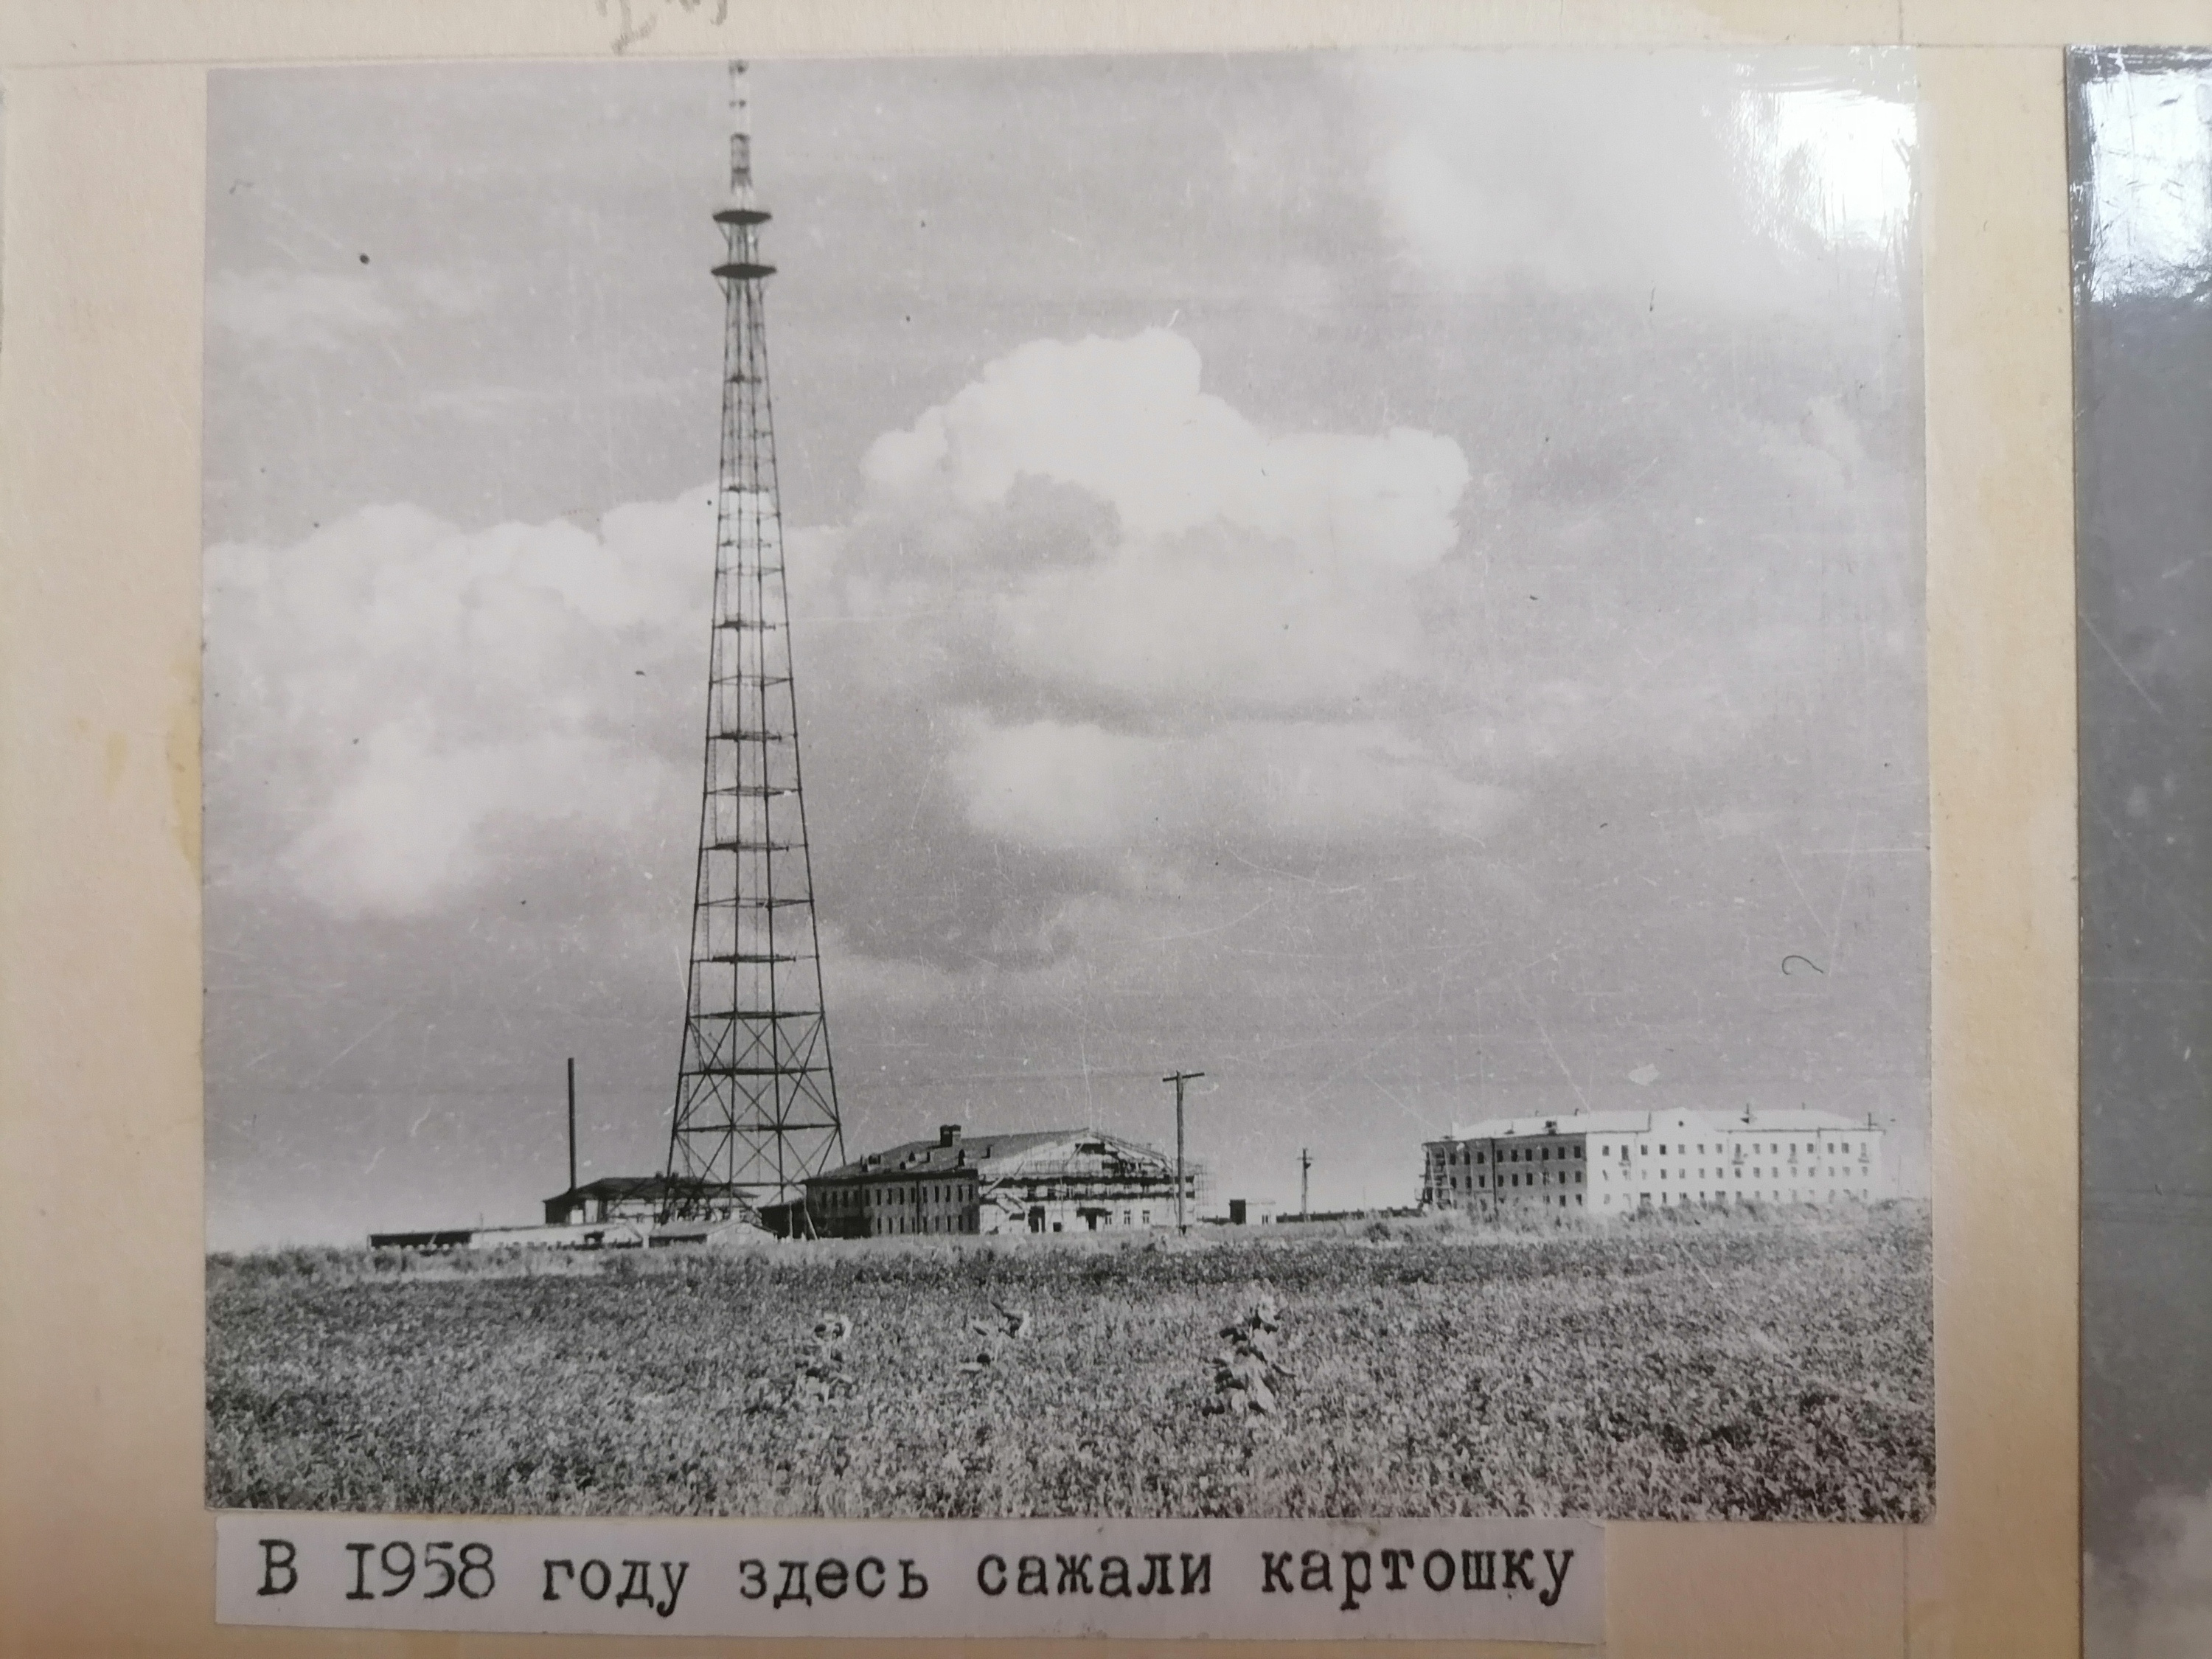 В 1958 году здесь сажали картошку